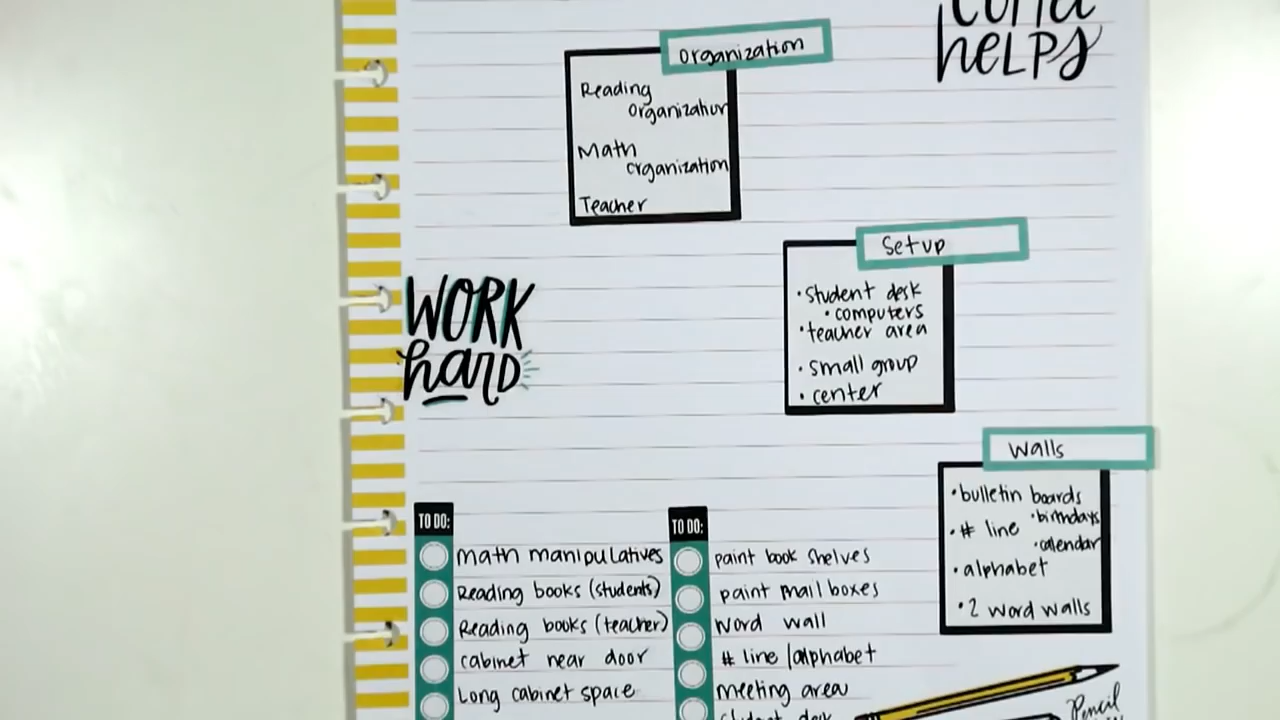 HELPS
organization
Reading
organization
Math
organization
Teacher
Setup
• student desk
• computers
• teacher area
• small group
• center
WORK
hard
Walls
• bulletin boards
• birthdays
• # line
• calendar
• alphabet
• 2 word walls
TO DO:
math manipulatives
Reading books (students)
Reading books (teacher)
cabinet near door
Long cabinet space
TO DO:
paint book shelves
paint mail boxes
word wall
# line/alphabet
meeting area
student desk
Pencil